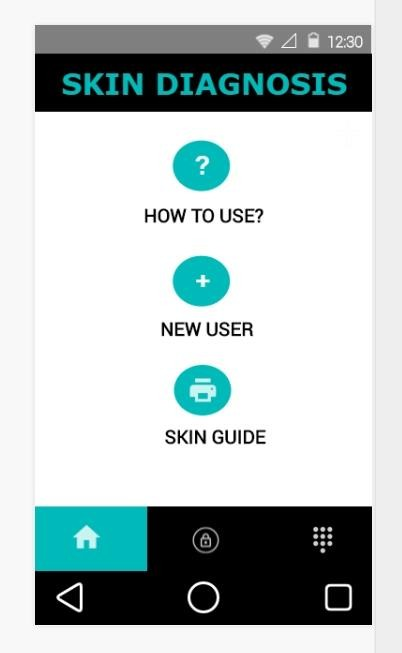 12:30
SKIN DIAGNOSIS
?
HOW TO USE?
+
NEW USER
SKIN GUIDE